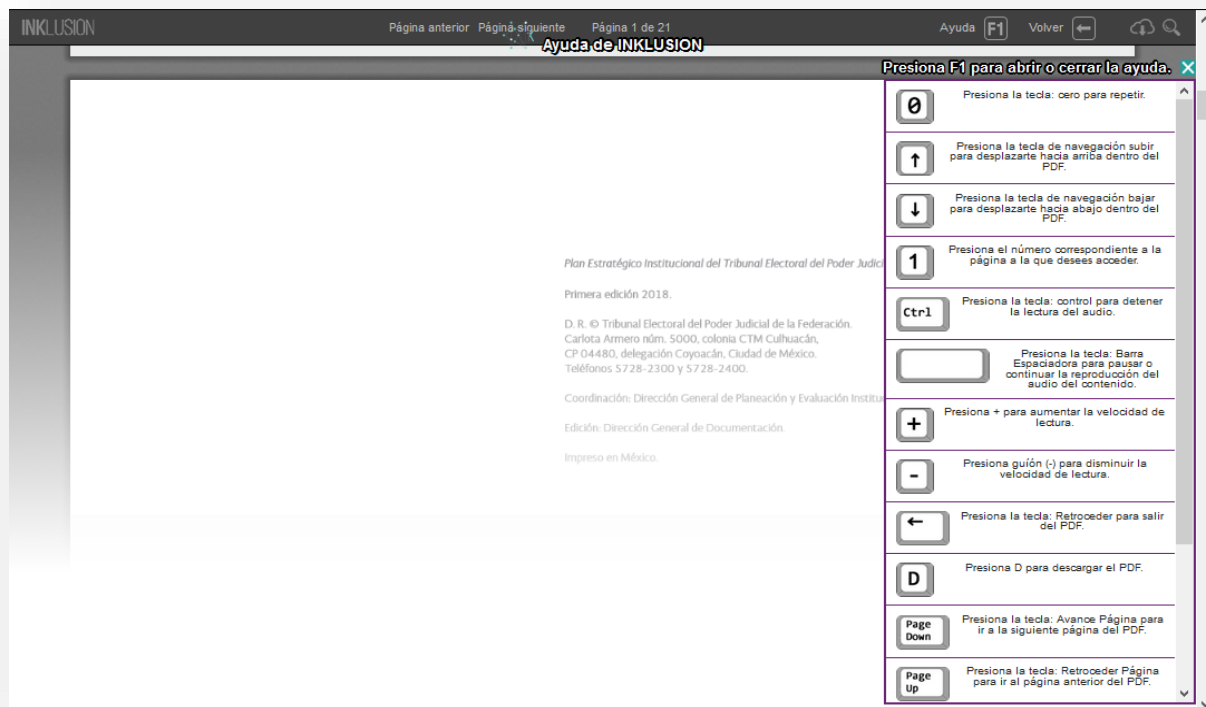 INKLUSION
Página anterior Página siguiente Página 1 de 21
Ayuda F1 Volver
Ayuda de INKLUSION
Presiona F1 para abrir o cerrar la ayuda.
Plan Estratégico Institucional del Tribunal Electoral del Poder
Primera edición 2018.
D. R. © Tribunal Electoral del Poder Judicial de la Federación.
Carlota Armero núm. 5000, colonia CTM Culhuacán,
CP 04480, delegación Coyoacán, Ciudad de México.
Teléfonos 5728-2300 y 5728-2400.
Coordinación: Dirección General de Planeación y Evaluación
Edición: Dirección General de Documentación.
Impreso en México.
0
Presiona la tecla: cero para repetir.
Presiona la tecla de navegación subir
para desplazarte hacia arriba dentro del
PDF.
Presiona la tecla de navegación bajar
para desplazarte hacia abajo dentro del
PDF.
1
Presiona el número correspondiente a la
página a la que desees acceder.
Ctrl
Presiona la tecla: control para detener
la lectura del audio.
Presiona la tecla: Barra
Espaciadora para pausar o
continuar la reproducción del
audio del contenido.
+
Presiona + para aumentar la velocidad de
lectura.
-
Presiona guíón (-) para disminuir la
velocidad de lectura.
Presiona la tecla: Retroceder para salir
del PDF.
D
Presiona D para descargar el PDF.
Page
Down
Presiona la tecla: Avance Página para
ir a la siguiente página del PDF.
Page
Up
Presiona la tecla: Retroceder Página
para ir al página anterior del PDF.